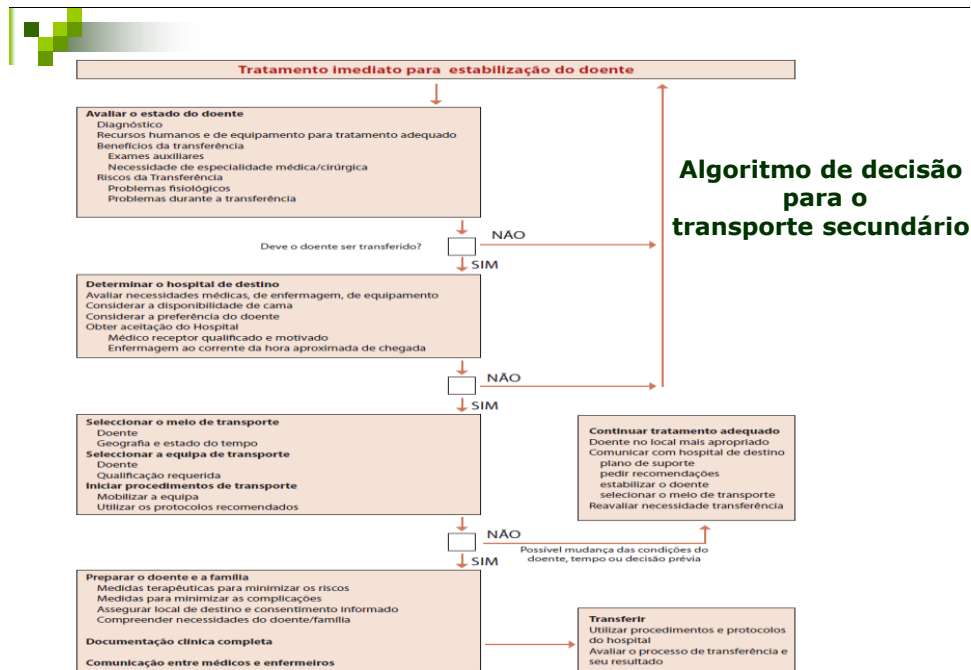 Tratamento imediato para estabilização do doente
Avaliar o estado do doente
Diagnóstico
Recursos humanos e de equipamento para tratamento adequado
Benefícios da transferência
Exames auxiliares
Necessidade de especialidade médica/cirúrgica
Riscos da Transferência
Problemas fisiológicos
Problemas durante a transferência
Algoritmo de decisão
para o
transporte secundário
Deve o doente ser transferido?
NÃO
SIM
Determinar o hospital de destino
Avaliar necessidades médicas, de enfermagem, de equipamento
Considerar a disponibilidade de cama
Considerar a preferência do doente
Obter aceitação do Hospital
Médico receptor qualificado e motivado
Enfermagem ao corrente da hora aproximada de chegada
NÃO
SIM
Seleccionar o meio de transporte
Doente
Geografia e estado do tempo
Seleccionar a equipa de transporte
Doente
Qualificação requerida
Iniciar procedimentos de transporte
Mobilizar a equipa
Utilizar os protocolos recomendados
Continuar tratamento adequado
Doente no local mais apropriado
Comunicar com hospital de destino
plano de suporte
pedir recomendações
estabilizar o doente
selecionar o meio de transporte
Reavaliar necessidade transferência
NÃO
Possível mudança das condições do
doente, tempo ou decisão prévia
SIM
Preparar o doente e a família
Medidas terapêuticas para minimizar os riscos
Medidas para minimizar as complicações
Assegurar local de destino e consentimento informado
Compreender necessidades do doente/família
Documentação clínica completa
Comunicação entre médicos e enfermeiros
Transferir
Utilizar procedimentos e protocolos
do hospital
Avaliar o processo de transferência e
seu resultado